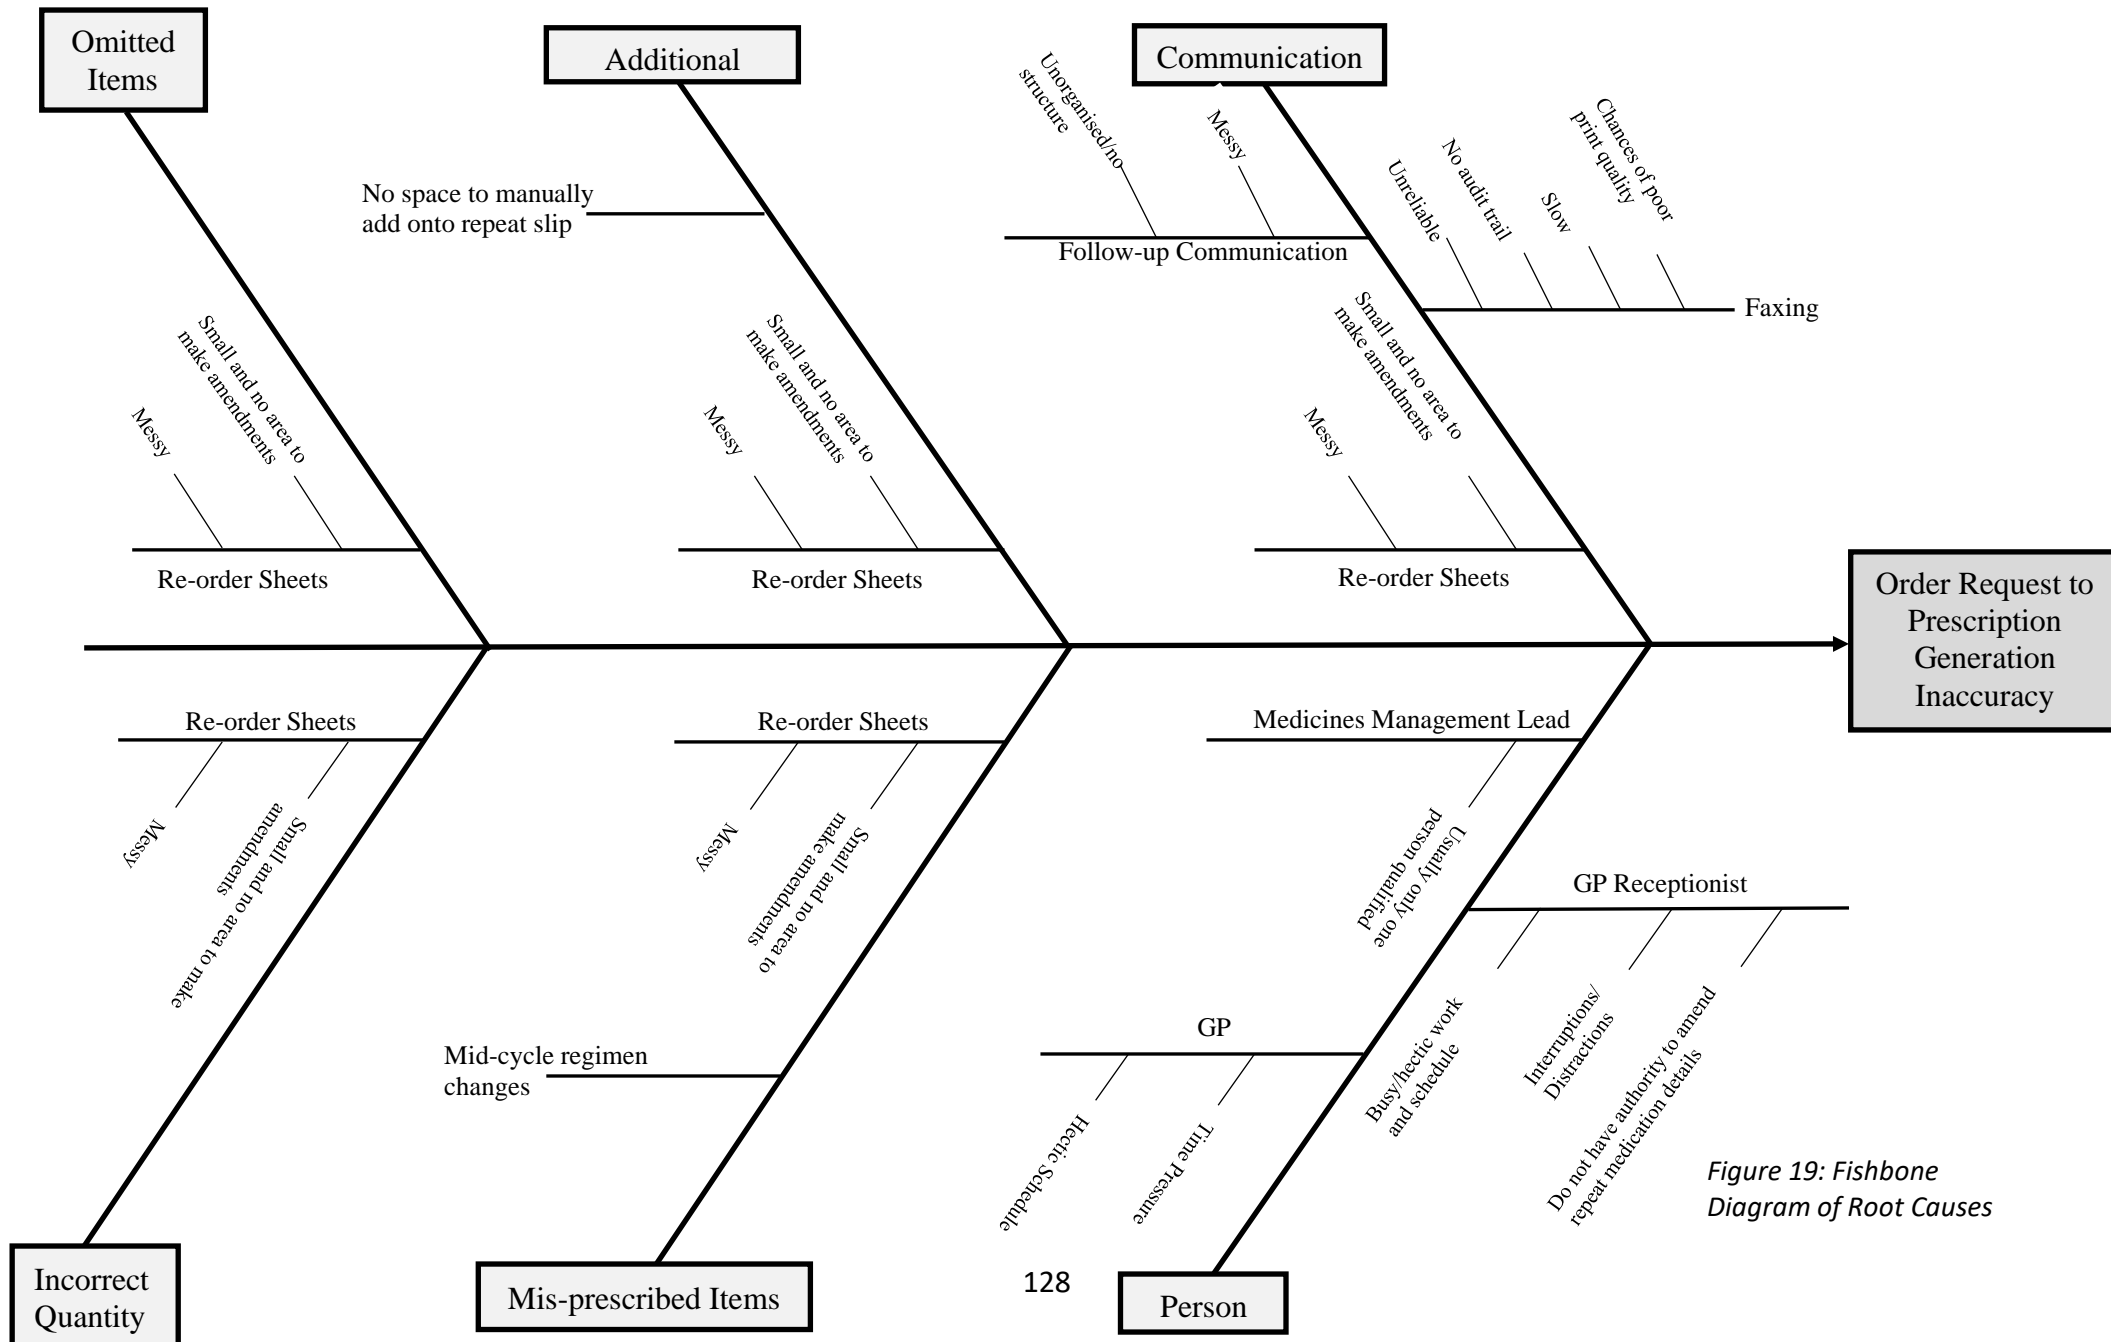 Omitted
Items
Additional
Communication
Unorganised/no
structure
Messy
Chances of poor
print quality
No audit trail
Unreliable
Slow
No space to manually
add onto repeat slip
Follow-up Communication
Faxing
Small and no area to
make amendments
Messy
Re-order Sheets
Small and no area to
make amendments
Messy
Re-order Sheets
Small and no area to
make amendments
Messy
Re-order Sheets
Order Request to
Prescription
Generation
Inaccuracy
Re-order Sheets
Messy
Small and no area to make
amendments
Re-order Sheets
Messy
Small and no area to
make amendments
Medicines Management Lead
Usually only one
person qualified
GP Receptionist
Busy/hectic work
and schedule
Interruptions/
Distractions
Do not have authority to amend
repeat medication details
Mid-cycle regimen
changes
GP
Hectic Schedule
Time Pressure
Figure 19: Fishbone
Diagram of Root Causes
Incorrect
Quantity
Mis-prescribed Items
128
Person